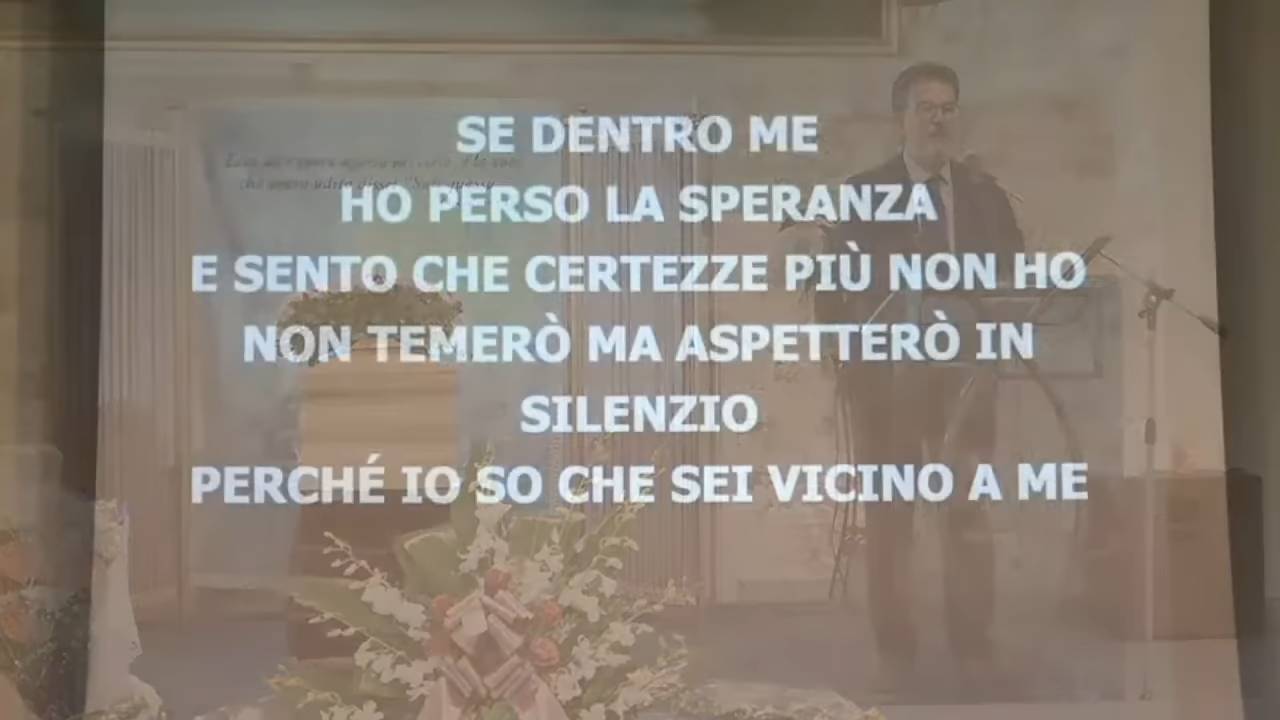 SE DENTRO ME
HO PERSO LA SPERANZA
E SENTO CHE CERTEZZE PIÙ NON HO
NON TEMERÒ MA ASPETTERÒ IN
SILENZIO
PERCHÉ IO SO CHE SEI VICINO A ME